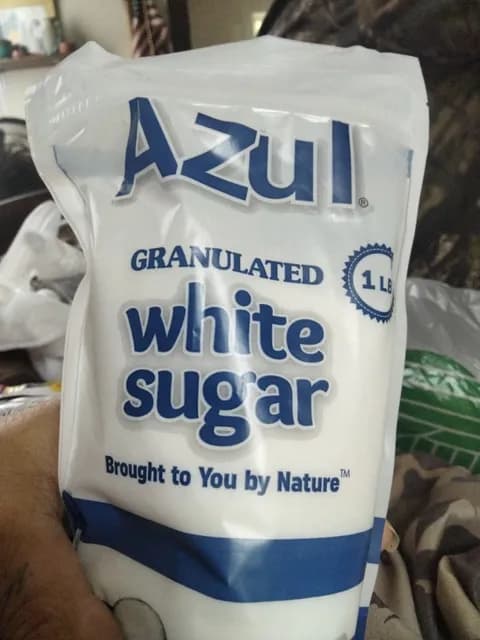 Azul®
GRANULATED
1 LB
white
sugar
Brought to You by Nature™